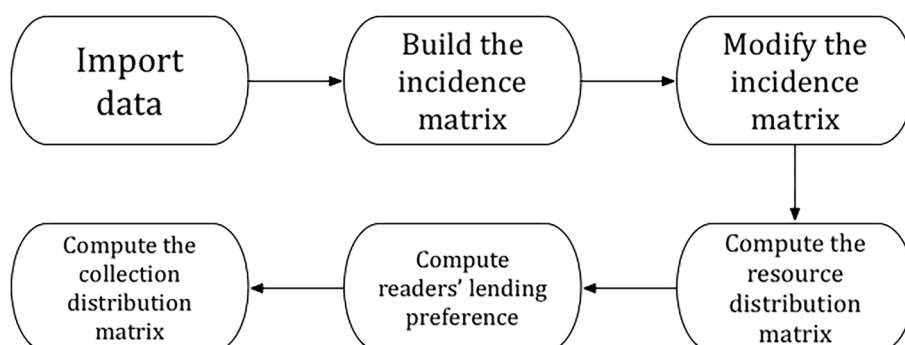 Import
data
Build the
incidence
matrix
Modify the
incidence
matrix
Compute the
resource
distribution
matrix
Compute
readers' lending
preference
Compute the
collection
distribution
matrix